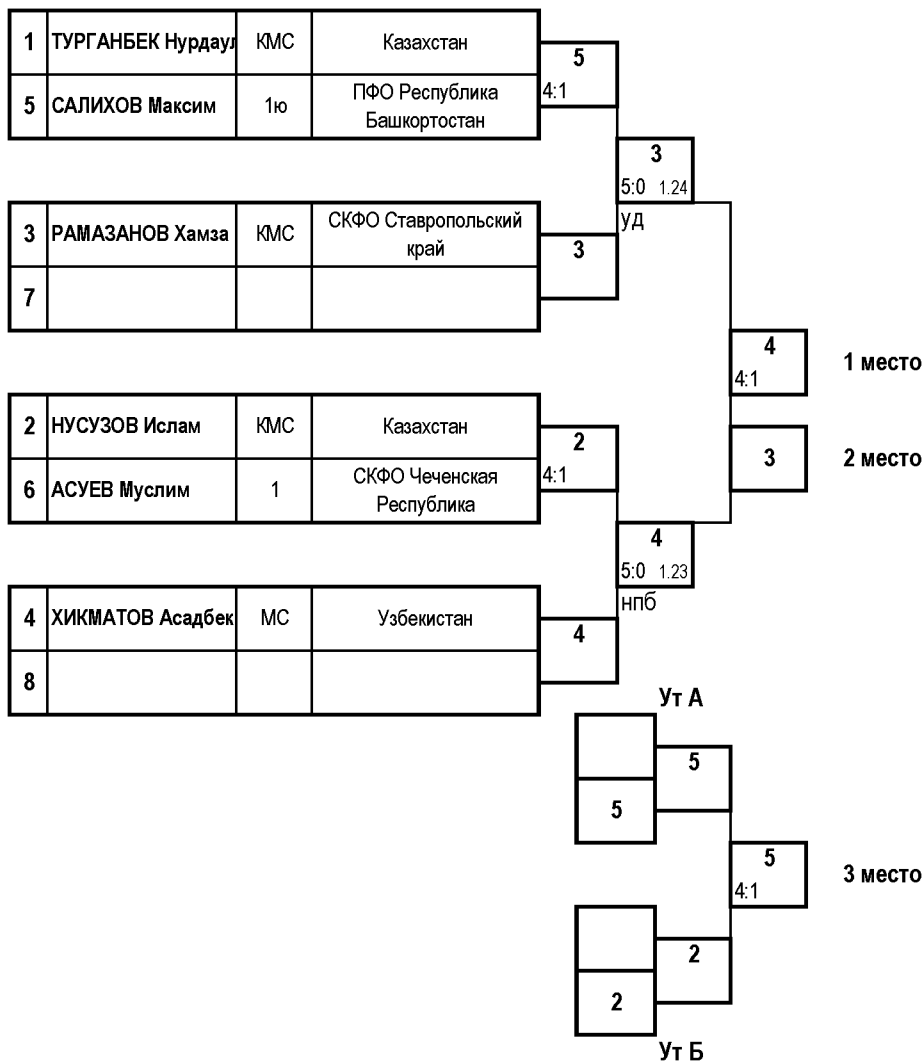 1 ТУРГАНБЕК Нурдаул КМС Казахстан
5
4:1
5 САЛИХОВ Максим 1ю ПФО Республика
Башкортостан
3
5:0 1.24
уд
3 РАМАЗАНОВ Хамза КМС СКФО Ставропольский
край
3
7
4
4:1
1 место
2 НУСУЗОВ Ислам КМС Казахстан
2
4:1
3
2 место
6 АСУЕВ Муслим 1 СКФО Чеченская
Республика
4
5:0 1.23
нпб
4 ХИКМАТОВ Асадбек МС Узбекистан
4
8
Ут А
5
5
5
4:1
3 место
2
2
Ут Б